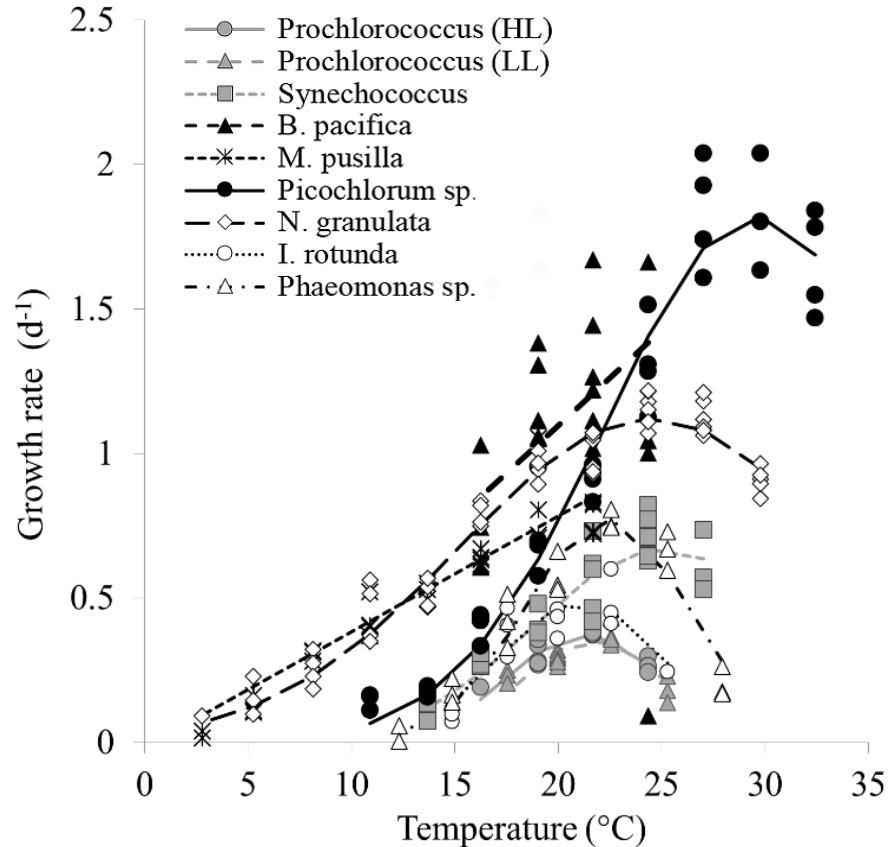 Prochlorococcus (HL)
Prochlorococcus (LL)
Synechococcus
B. pacifica
M. pusilla
Picochlorum sp.
N. granulata
I. rotunda
Phaeomonas sp.
Growth rate (d⁻¹)
2.5
2
1.5
1
0.5
0
0 5 10 15 20 25 30 35
Temperature (°C)